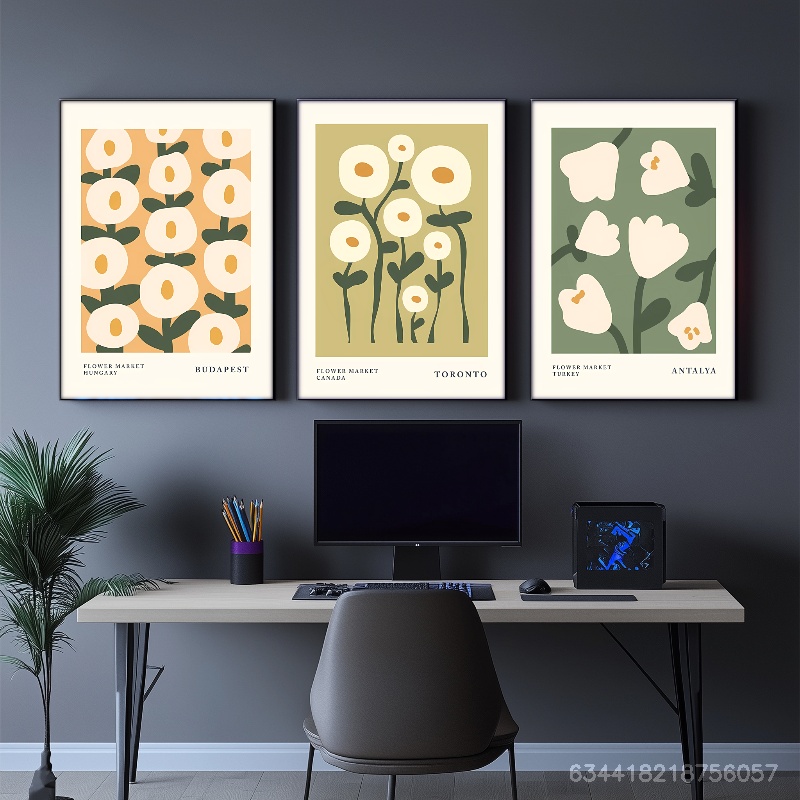 FLOWER MARKET
HUNGARY
BUDAPEST
FLOWER MARKET
CANADA
TORONTO
FLOWER MARKET
TURKEY
ANTALYA
634418218756057